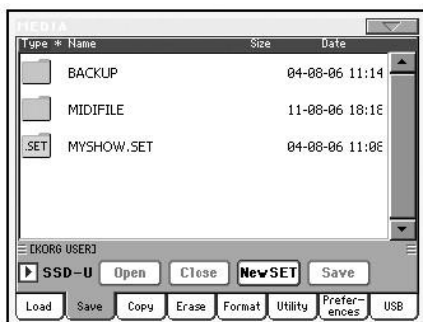 MEDIA
Type * Name Size Date
BACKUP 04-08-06 11:14
MIDIFILE 11-08-06 18:18
.SET MYSHOW.SET 04-08-06 11:08
[KORG USER]
SSD-U Open Close New SET Save
Load Save Copy Erase Format Utility Prefer-ences USB